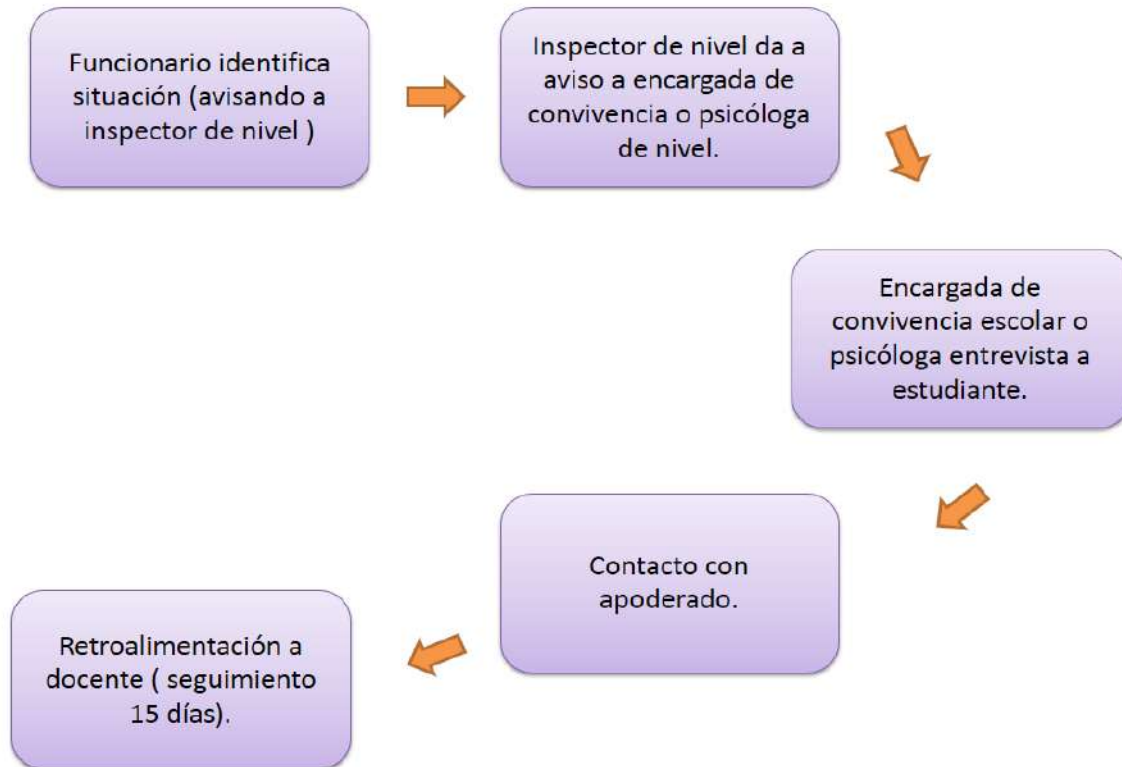 Funcionario identifica
situación (avisando a
inspector de nivel )
Inspector de nivel da a
aviso a encargada de
convivencia o psicóloga
de nivel.
Encargada de
convivencia escolar o
psicóloga entrevista a
estudiante.
Contacto con
apoderado.
Retroalimentación a
docente ( seguimiento
15 días).